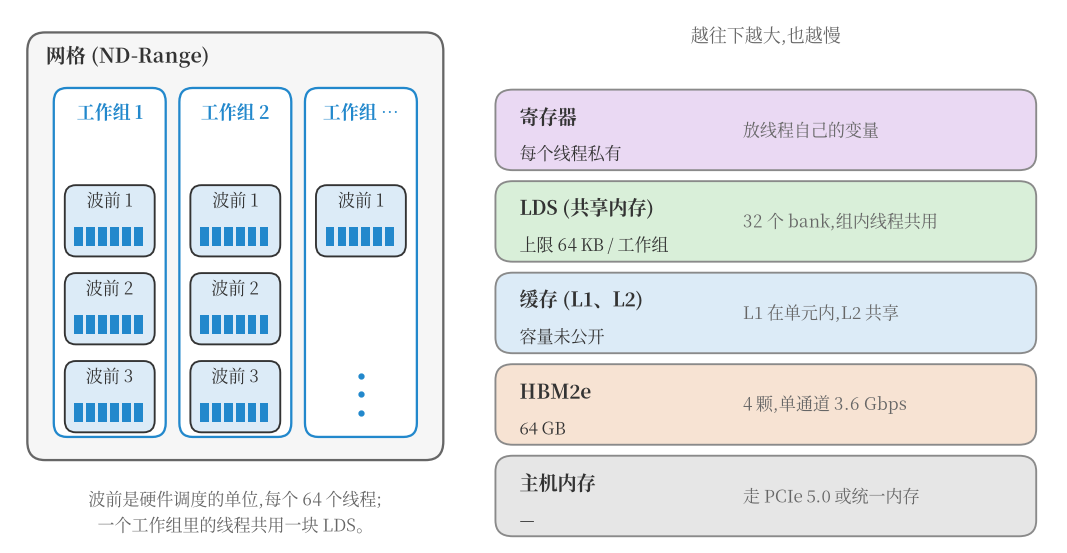 网格 (ND-Range)
工作组 1
工作组 2
工作组 ···
波前 1
波前 1
波前 1
波前 2
波前 2
波前 3
波前 3
波前是硬件调度的单位,每个 64 个线程;
一个工作组里的线程共用一块 LDS。
越往下越大,也越慢
寄存器
每个线程私有
放线程自己的变量
LDS (共享内存)
上限 64 KB / 工作组
32 个 bank,组内线程共用
缓存 (L1、L2)
容量未公开
L1 在单元内,L2 共享
HBM2e
64 GB
4 颗,单通道 3.6 Gbps
主机内存
—
走 PCIe 5.0 或统一内存